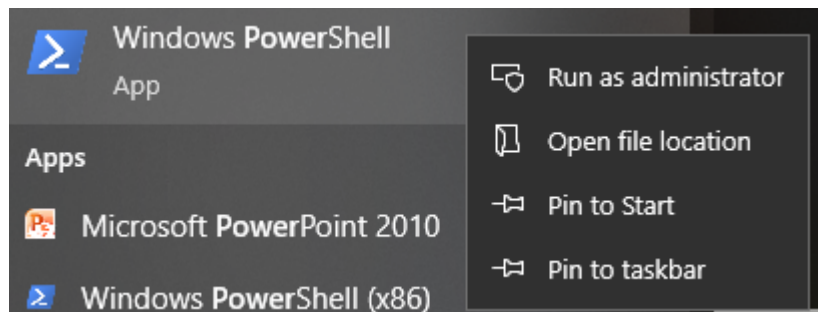 Windows PowerShell
App
Apps
Microsoft PowerPoint 2010
Windows PowerShell (x86)
Run as administrator
Open file location
Pin to Start
Pin to taskbar